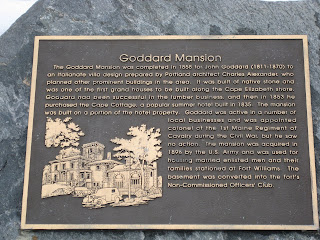 Goddard Mansion
The Goddard Mansion was completed in 1858 for John Goddard (1811-1870) to
an Italianate villa design prepared by Portland architect Charles Alexander, who
planned other prominent buildings in the area. It was built of native stone and
was one of the first grand houses to be built along the Cape Elizabeth shore.
Goddard had been successful in the lumber business, and then in 1853 he
purchased the Cape Cottage, a popular summer hotel built in 1835. The mansion
was built on a portion of the hotel property. Goddard was active in a number of
local businesses and was appointed
colonel of the 1st Maine Regiment of
Cavalry during the Civil War, but he saw
no action. The mansion was acquired in
1898 by the U.S. Army and was used for
housing married enlisted men and their
families stationed at Fort Williams. The
basement was converted into the fort's
Non-Commissioned Officers' Club.